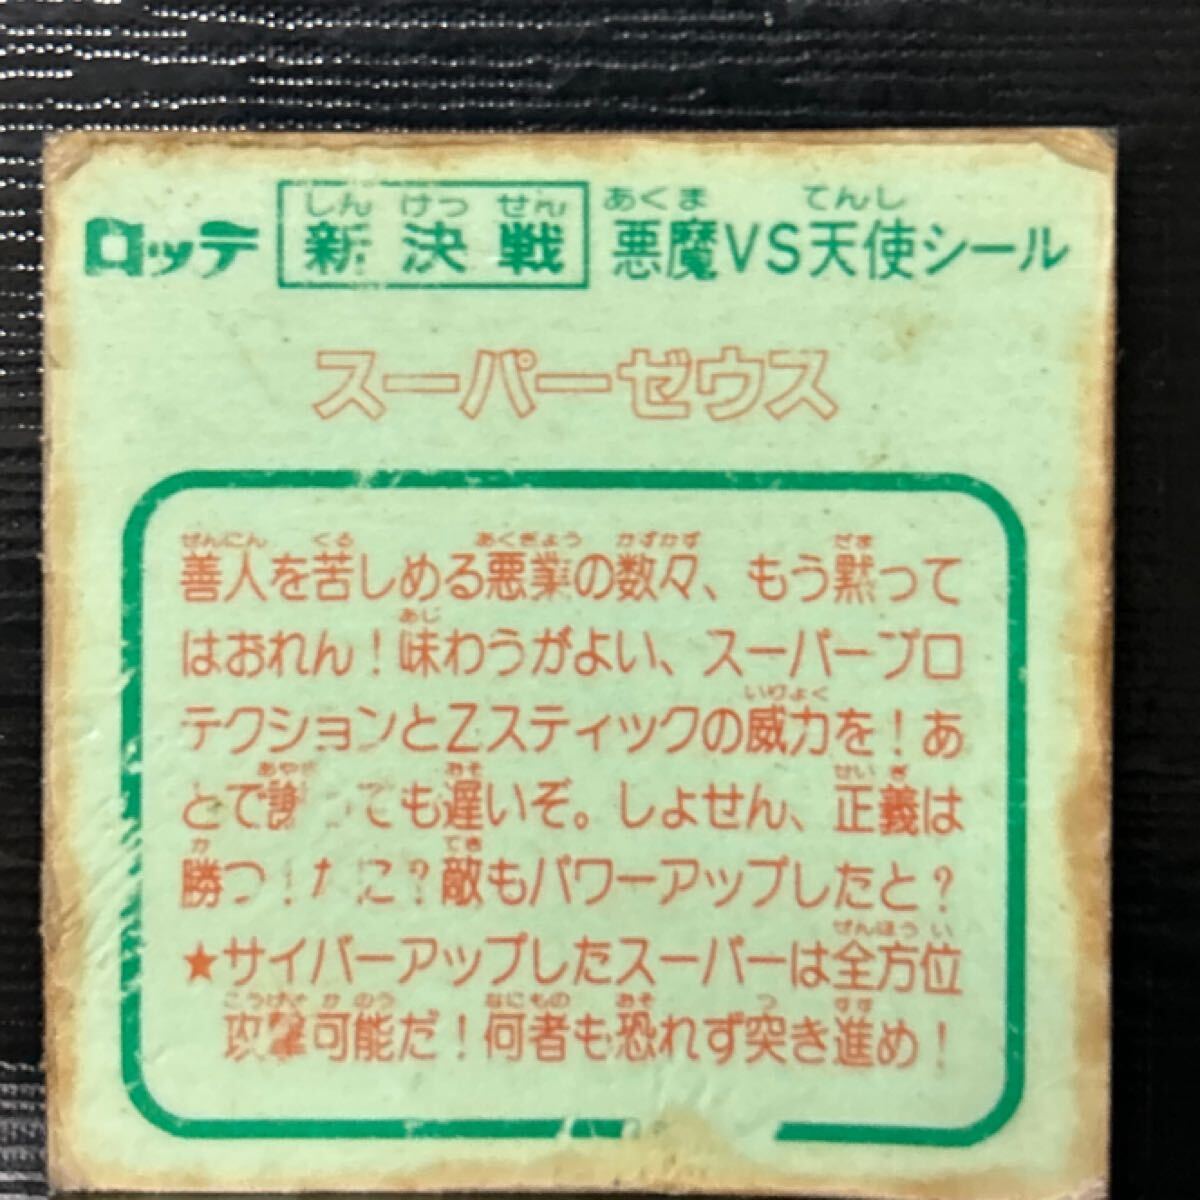 ロッテ 新決戦 悪魔VS天使シール
しん けっ せん あくま てんし
スーパーゼウス
ぜんにん くる あくぎょう かずかず だま
善人を苦しめる悪業の数々、もう黙って
あじ
はおれん！味わうがよい、スーパープロ
いりょく
テクションとZスティックの威力を！あ
おそ せいぎ
とで ても遅いぞ。しょせん、正義は
か てき
勝つ！ ？敵もパワーアップしたと？
ぜんほうい
★サイバーアップしたスーパーは全方位
こうげき かのう なにもの おそ つ すす
攻撃可能だ！何者も恐れず突き進め！